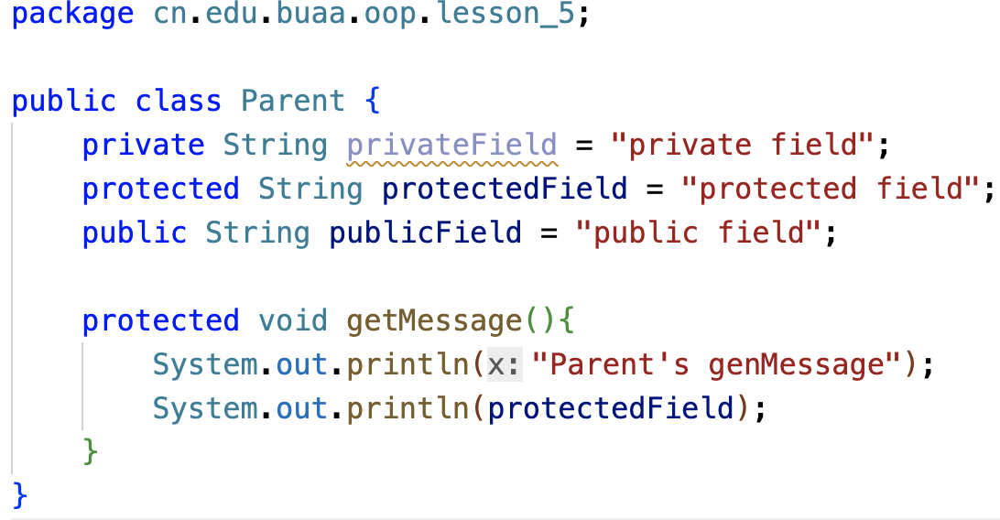 package cn.edu.buaa.oop.lesson_5;
public class Parent {
private String privateField = "private field";
protected String protectedField = "protected field";
public String publicField = "public field";
protected void getMessage(){
System.out.println(x:"Parent's genMessage");
System.out.println(protectedField);
}
}